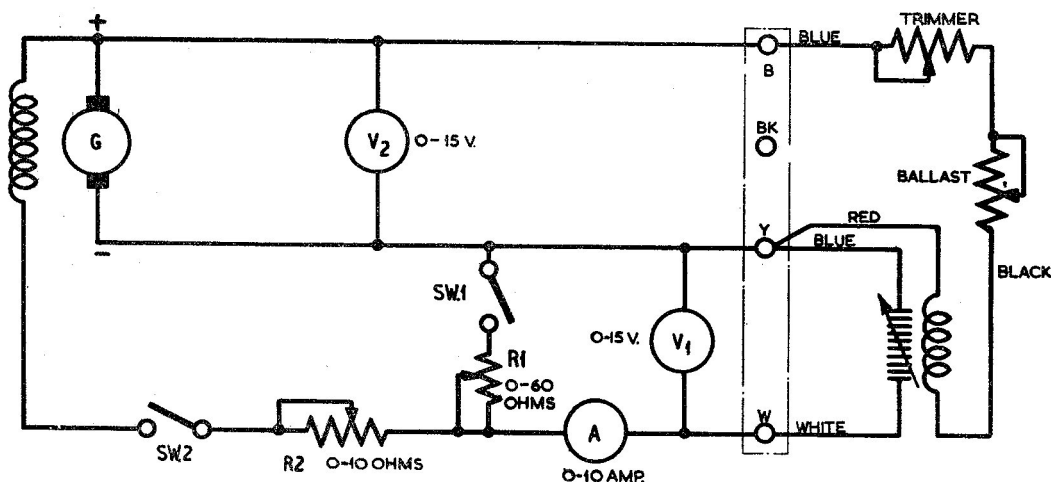 TRIMMER
+
BLUE
B
G
V2
0-15 V.
BK
BALLAST
RED
Y
BLUE
-
BLACK
SW.1
0-15 V.
V1
R1
0-60
OHMS
W
WHITE
A
SW.2
R2
0-10 OHMS
0-10 AMP.